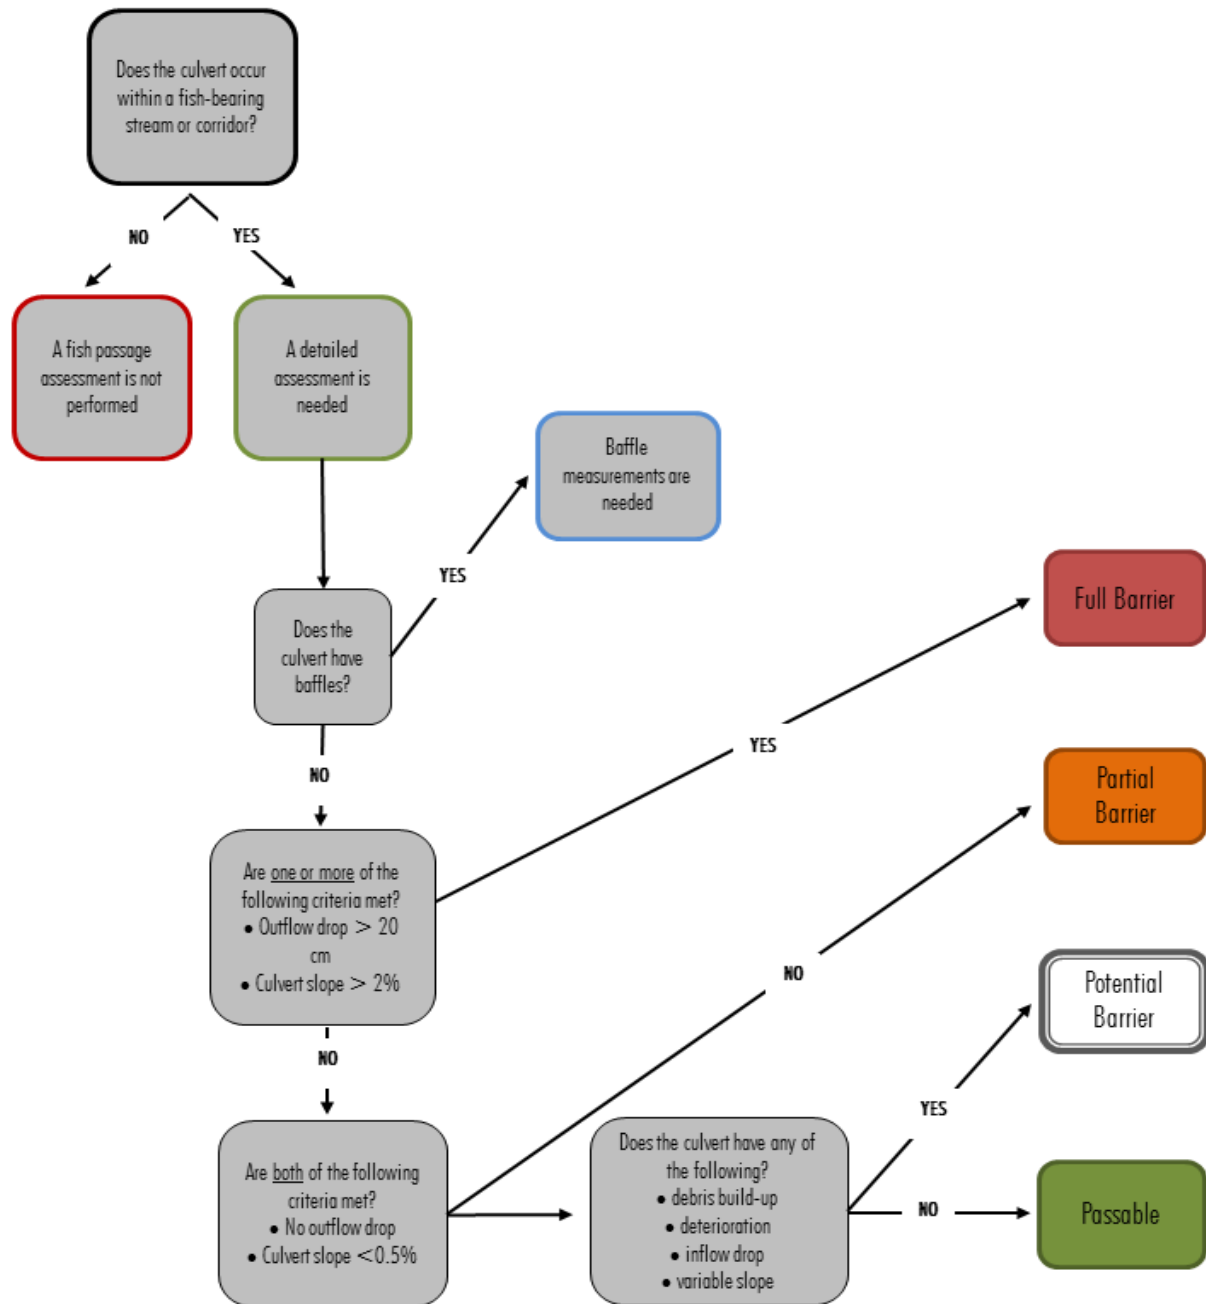 Does the culvert occur
within a fish-bearing
stream or corridor?
NO
YES
A fish passage
assessment is not
performed
A detailed
assessment is
needed
Baffle
measurements are
needed
YES
Does the
culvert have
baffles?
NO
Full Barrier
YES
Partial
Barrier
Are one or more of the
following criteria met?
• Outflow drop > 20
cm
• Culvert slope > 2%
NO
NO
Potential
Barrier
YES
Are both of the following
criteria met?
• No outflow drop
• Culvert slope <0.5%
Does the culvert have any of
the following?
• debris build-up
• deterioration
• inflow drop
• variable slope
NO
Passable